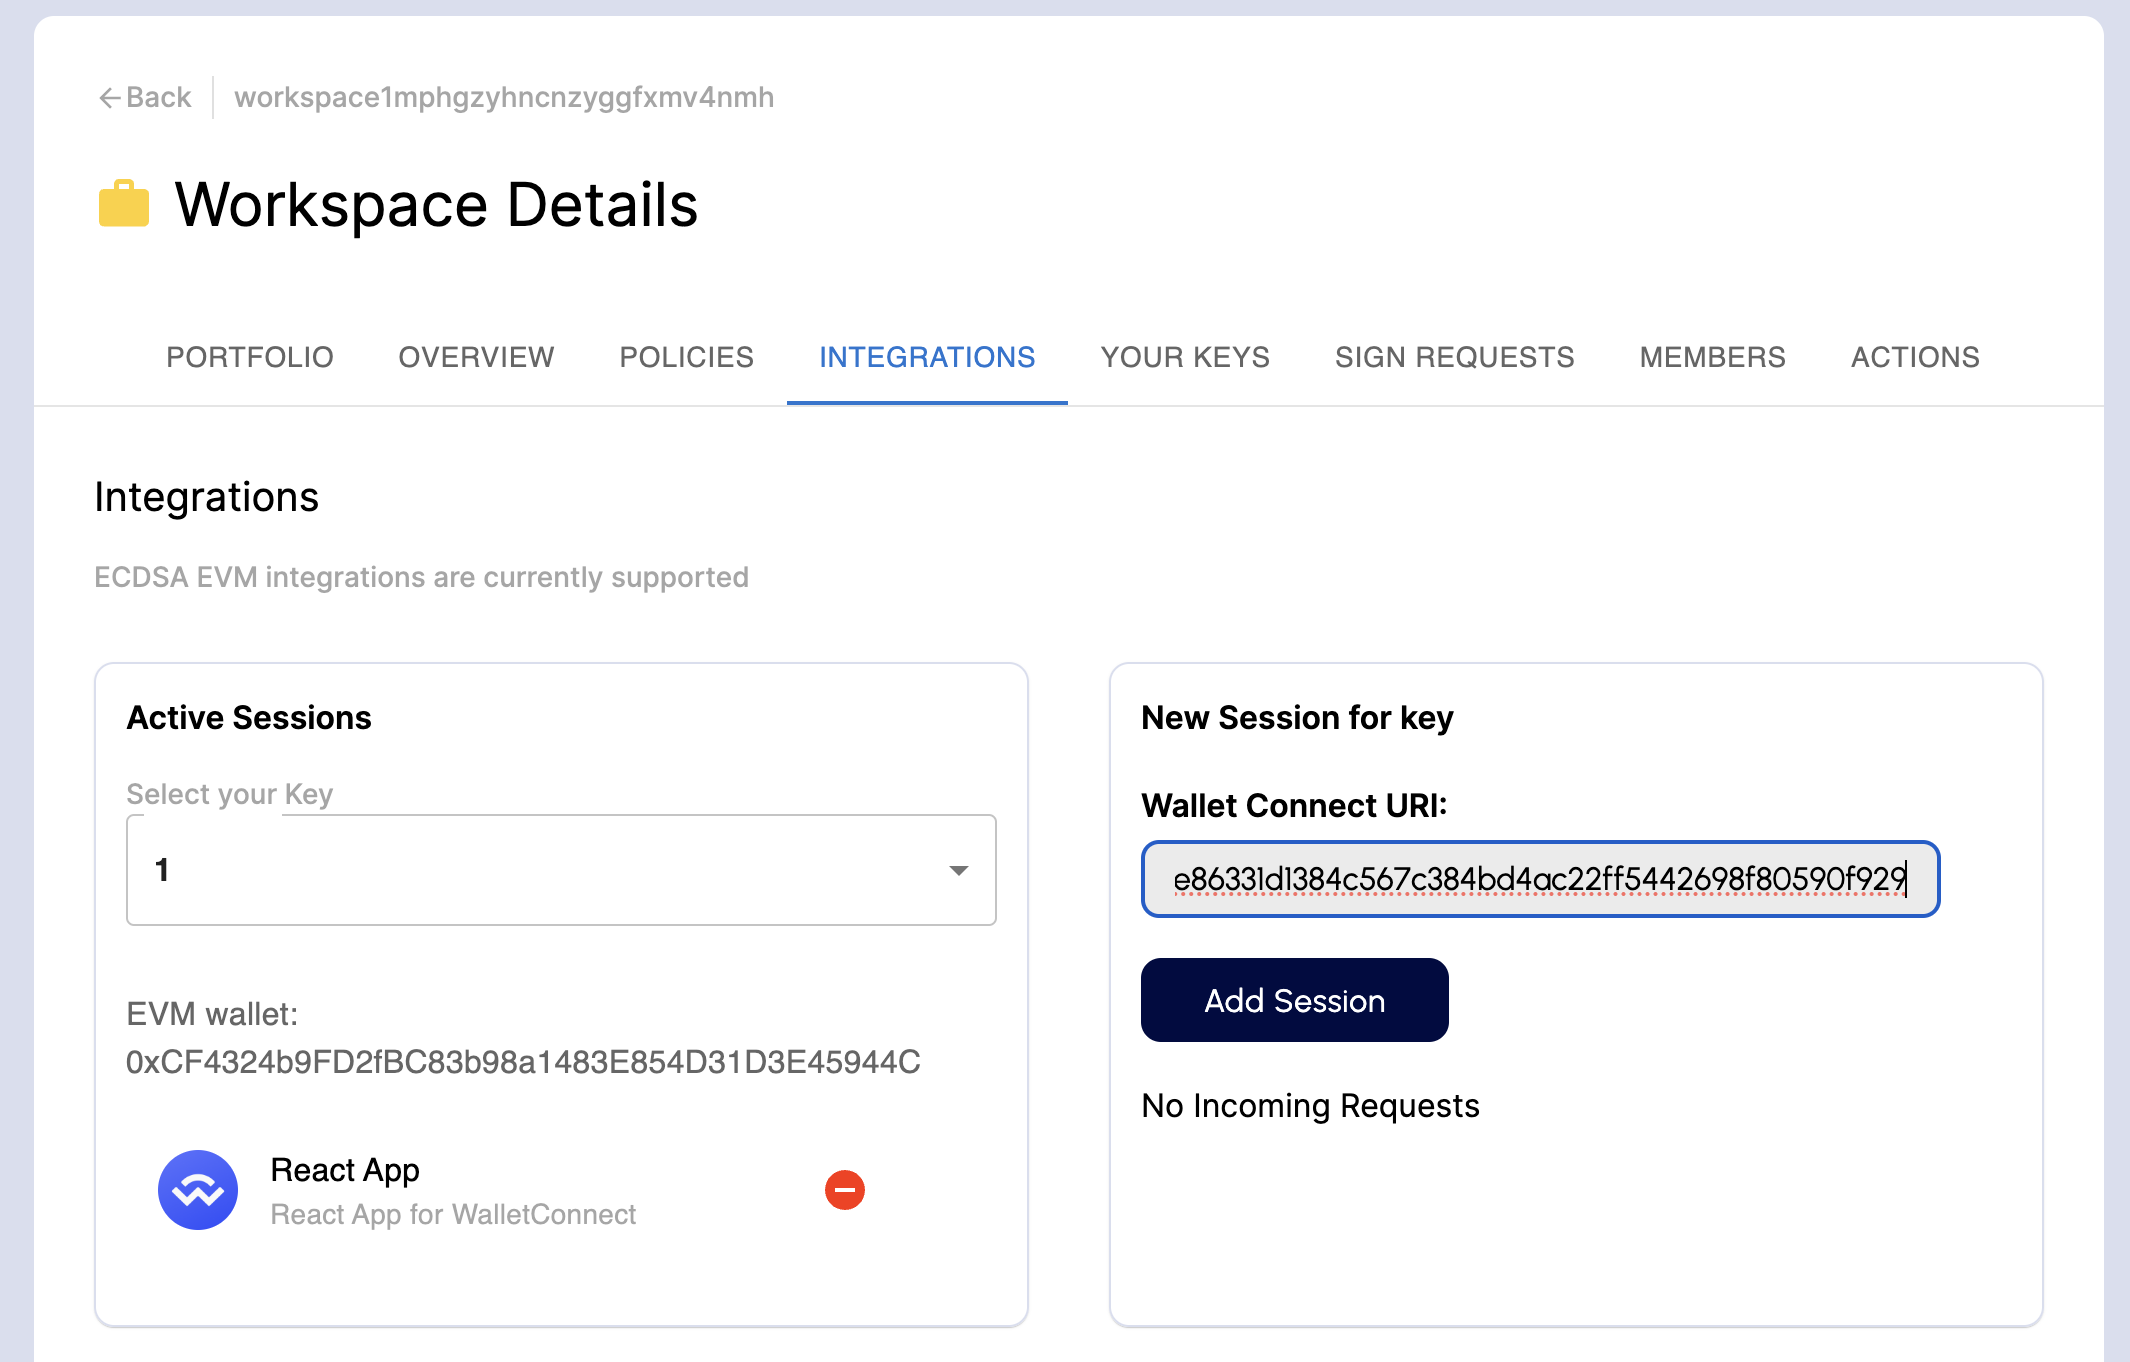 Back
workspace1mphgzyhncnzyggfxmv4nmh
Workspace Details
PORTFOLIO
OVERVIEW
POLICIES
INTEGRATIONS
YOUR KEYS
SIGN REQUESTS
MEMBERS
ACTIONS
Integrations
ECDSA EVM integrations are currently supported
Active Sessions
Select your Key
1
EVM wallet:
0xCF4324b9FD2fBC83b98a1483E854D31D3E45944C
React App
React App for WalletConnect
New Session for key
Wallet Connect URI:
e86331d1384c567c384bd4ac22ff5442698f80590f929
Add Session
No Incoming Requests